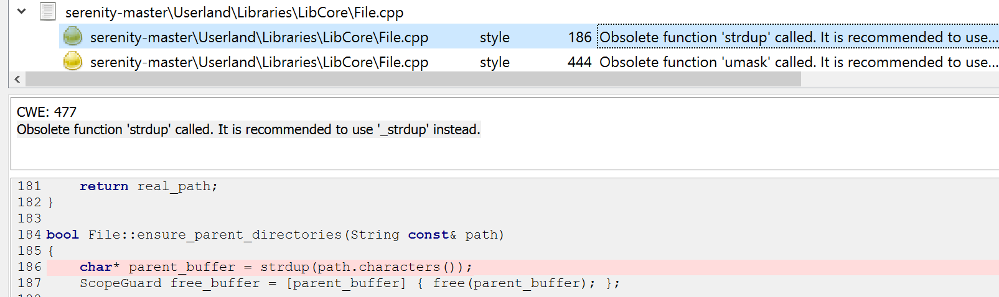 serenity-master\Userland\Libraries\LibCore\File.cpp
serenity-master\Userland\Libraries\LibCore\File.cpp style 186 Obsolete function 'strdup' called. It is recommended to use...
serenity-master\Userland\Libraries\LibCore\File.cpp style 444 Obsolete function 'umask' called. It is recommended to use...
CWE: 477
Obsolete function 'strdup' called. It is recommended to use '_strdup' instead.
181     return real_path;
182 }
183
184 bool File::ensure_parent_directories(String const& path)
185 {
186     char* parent_buffer = strdup(path.characters());
187     ScopeGuard free_buffer = [parent_buffer] { free(parent_buffer); };